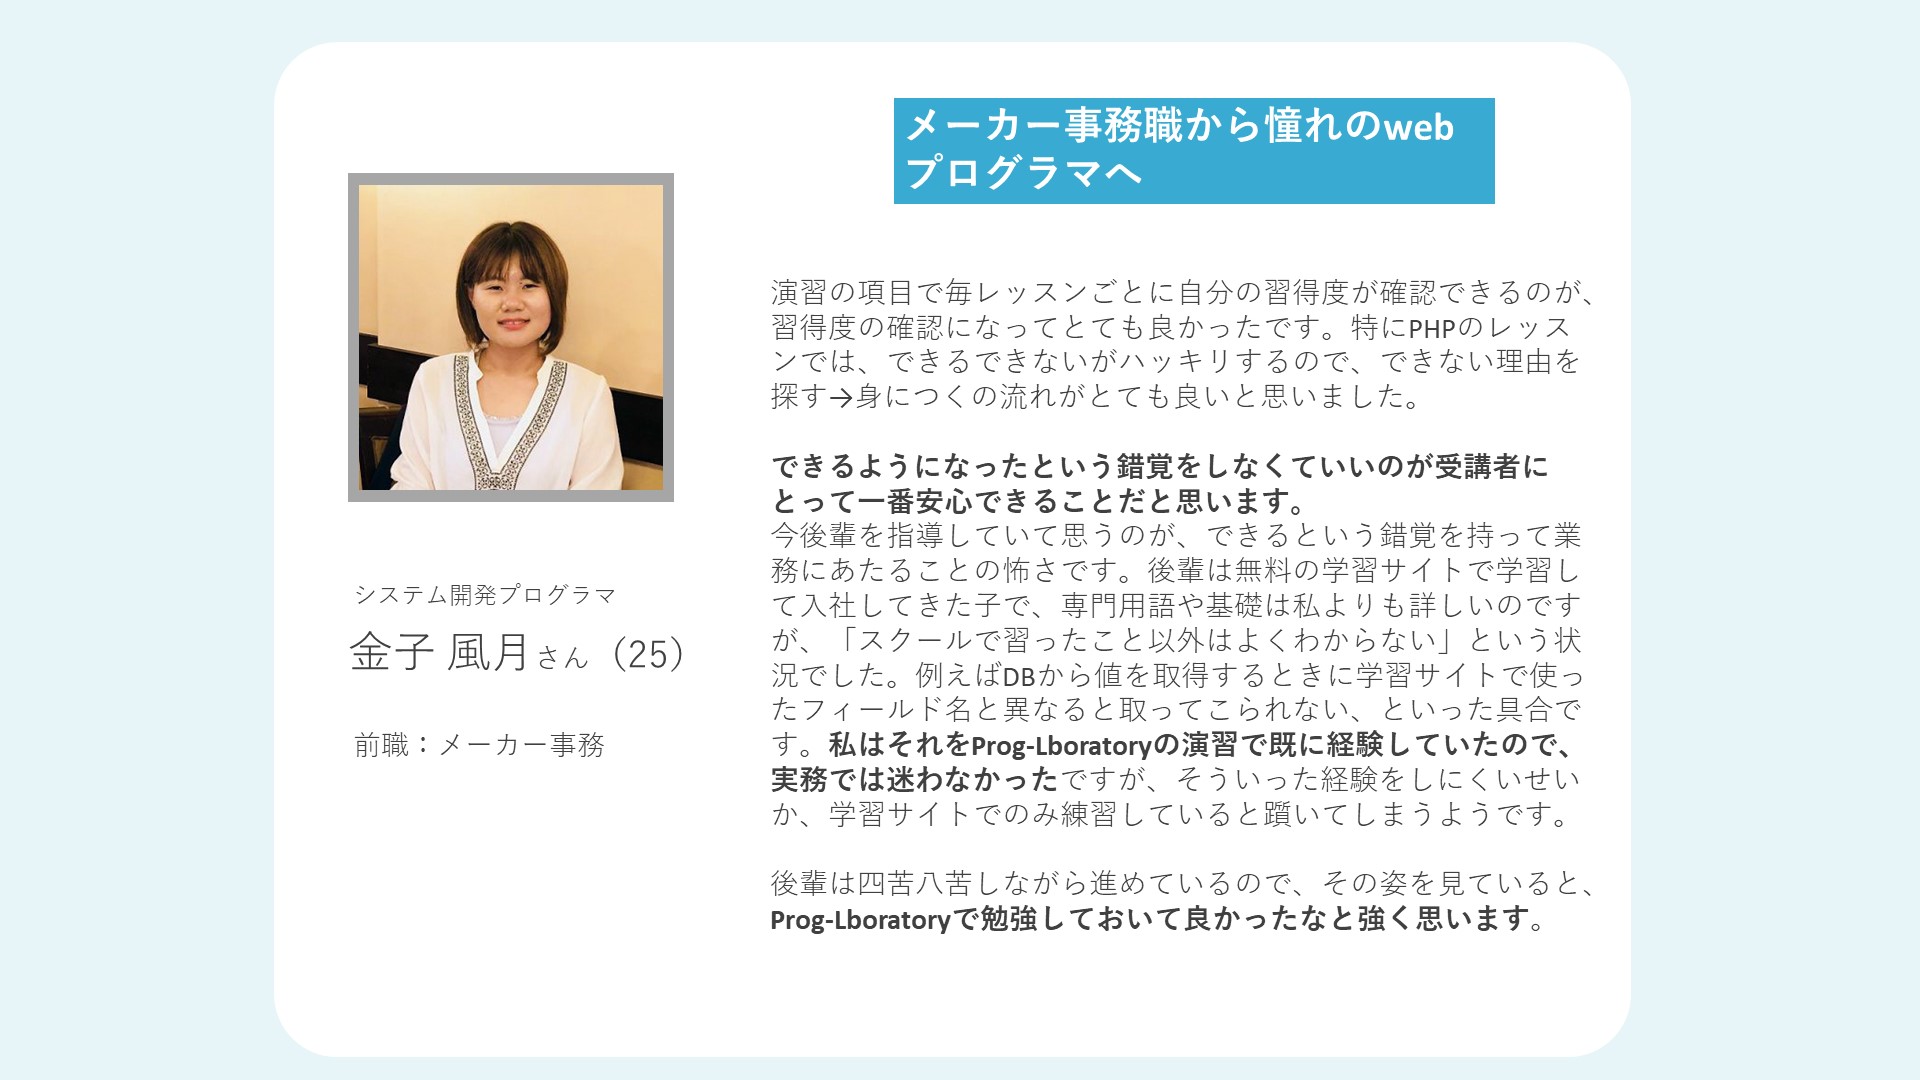 メーカー事務職から憧れのweb
プログラマへ
システム開発プログラマ
金子 風月さん（25）
前職：メーカー事務
演習の項目で毎レッスンごとに自分の習得度が確認できるのが、
習得度の確認になってとても良かったです。特にPHPのレッス
ンでは、できるできないがハッキリするので、できない理由を
探す→身につくの流れがとても良いと思いました。
できるようになったという錯覚をしなくていいのが受講者に
とって一番安心できることだと思います。
今後輩を指導していて思うのが、できるという錯覚を持って業
務にあたることの怖さです。後輩は無料の学習サイトで学習し
て入社してきた子で、専門用語や基礎は私よりも詳しいのです
が、「スクールで習ったこと以外はよくわからない」という状
況でした。例えばDBから値を取得するときに学習サイトで使っ
たフィールド名と異なると取ってこられない、といった具合で
す。私はそれをProg-Lboratoryの演習で既に経験していたので、
実務では迷わなかったですが、そういった経験をしにくいせい
か、学習サイトでのみ練習していると躓いてしまうようです。
後輩は四苦八苦しながら進めているので、その姿を見ていると、
Prog-Lboratoryで勉強しておいて良かったなと強く思います。